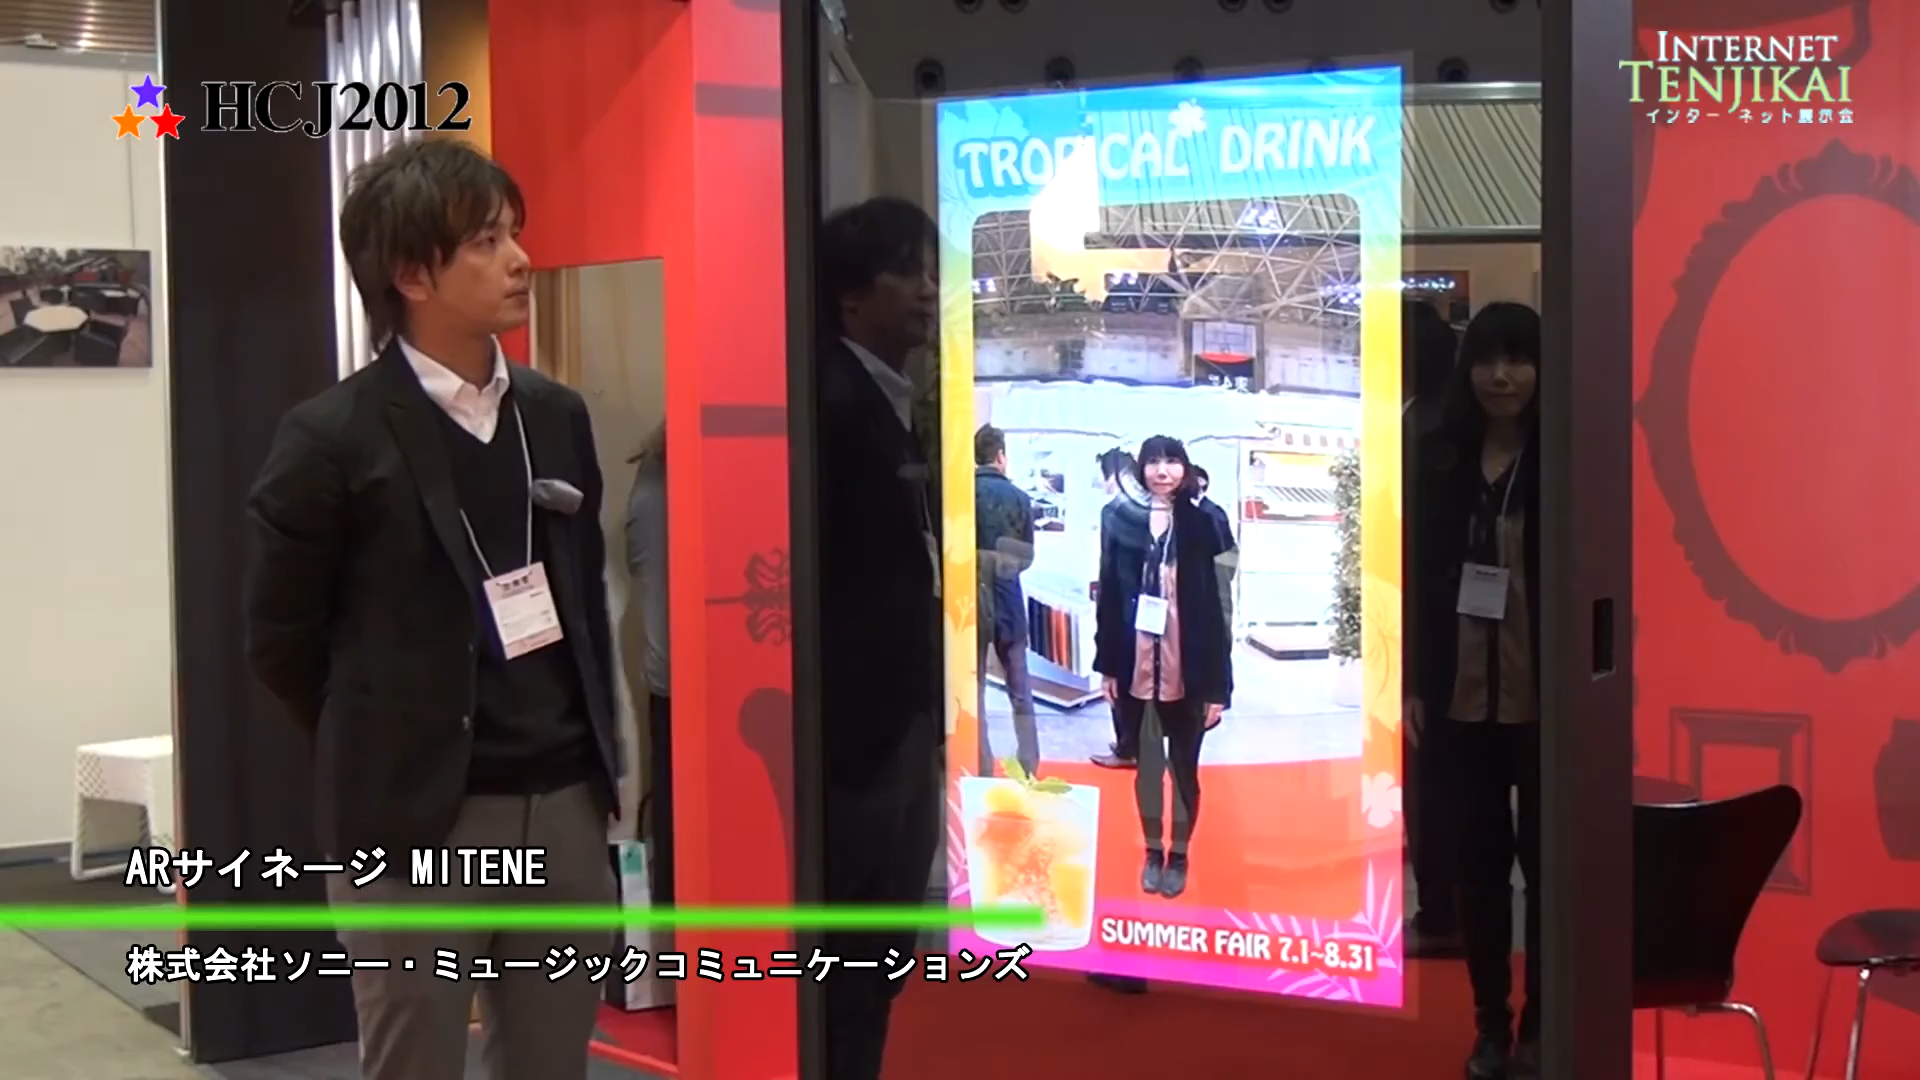 HCJ2012
INTERNET
TENJIKAI
インターネット展示会
TROPICAL DRINK
SUMMER FAIR 7.1~8.31
ARサイネージ MITENE
株式会社ソニー・ミュージックコミュニケーションズ